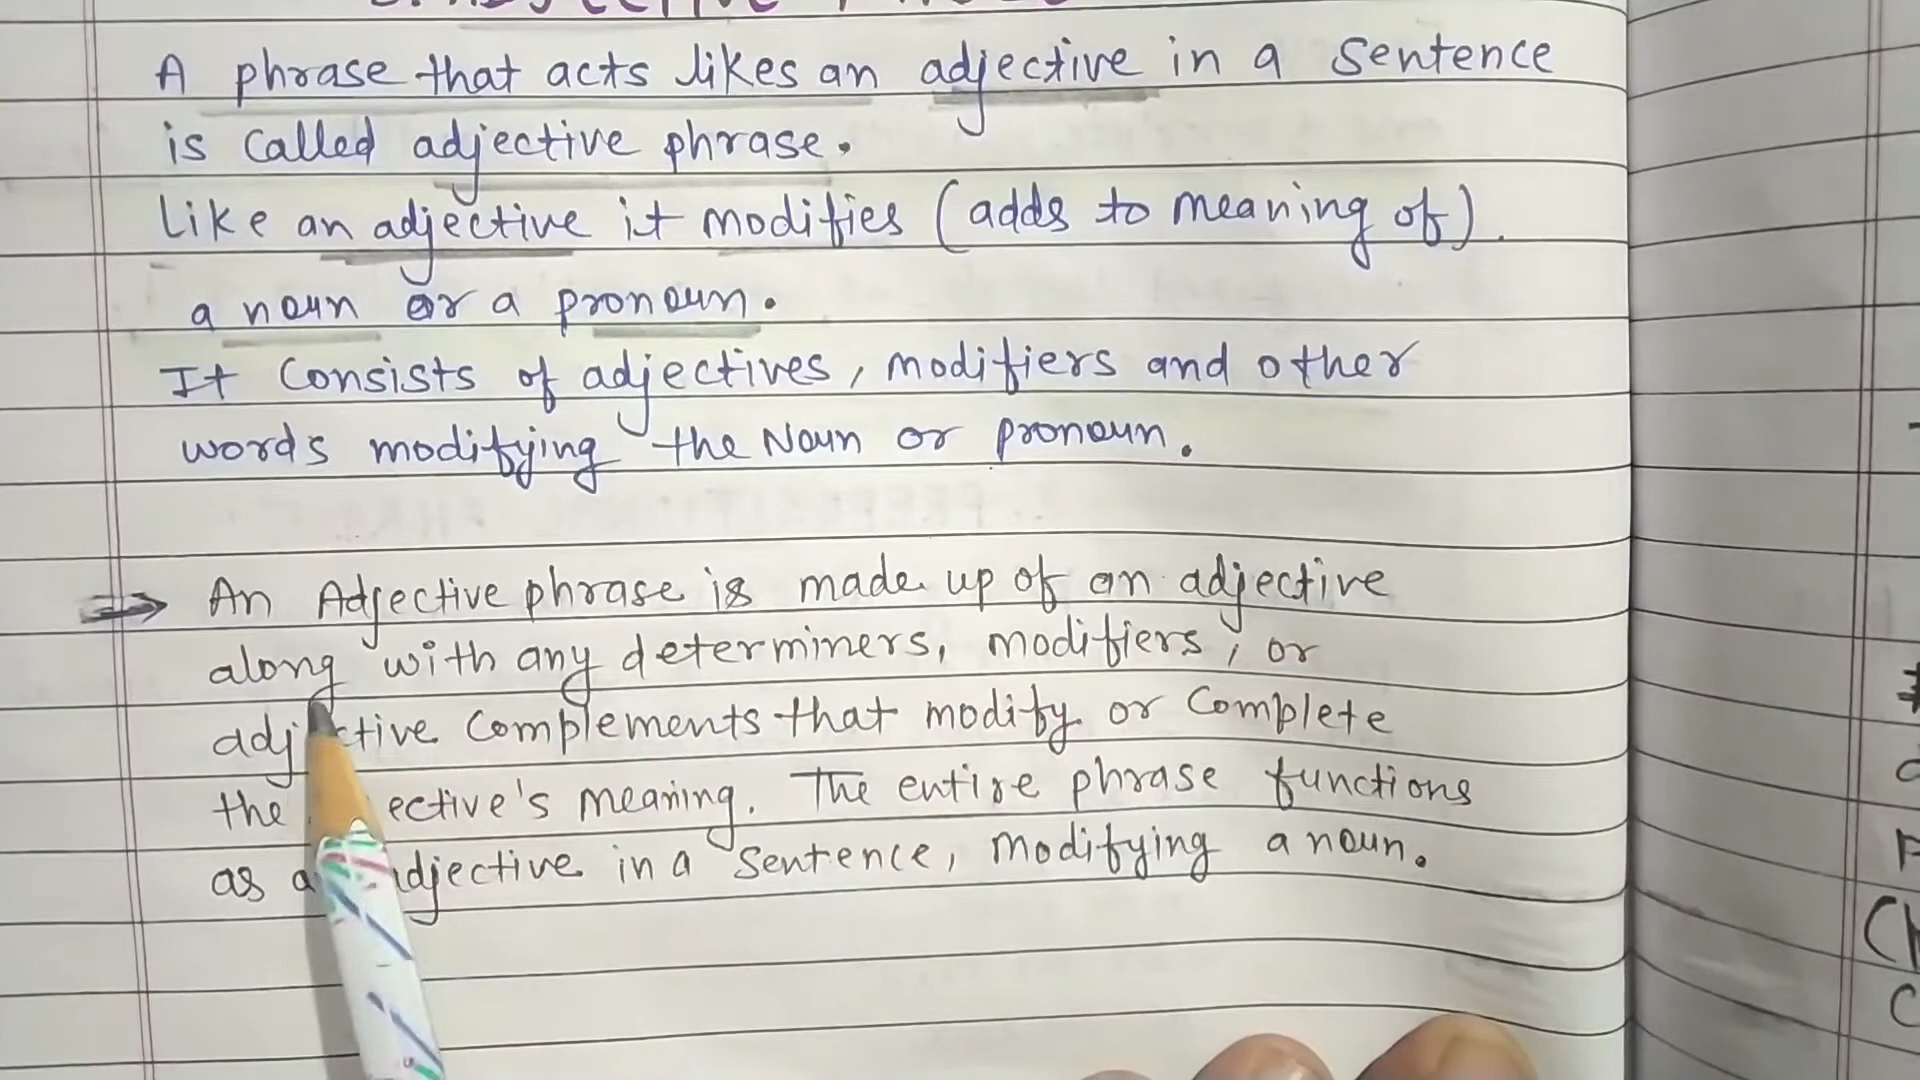 A phrase that acts likes an adjective in a sentence
is called adjective phrase.
Like an adjective it modifies (adds to meaning of).
a noun or a pronoun.
It consists of adjectives, modifiers and other
words modifying the Noun or pronoun.
An Adjective phrase is made up of an adjective
along with any determiners, modifiers, or
complements that modify or complete
the meaning. The entire phrase functions
as in a sentence, modifying a noun.